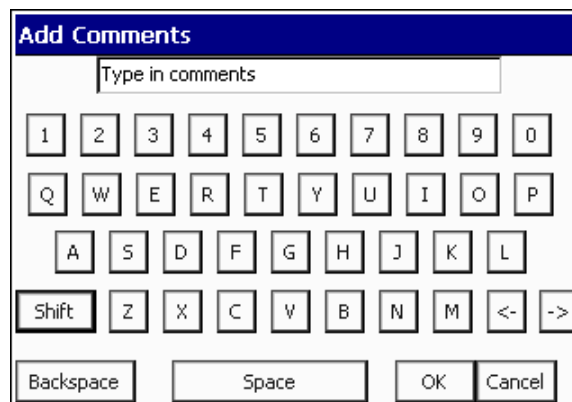 Add Comments
Type in comments
1 2 3 4 5 6 7 8 9 0
Q W E R T Y U I O P
A S D F G H J K L
Shift Z X C V B N M <- ->
Backspace Space OK Cancel